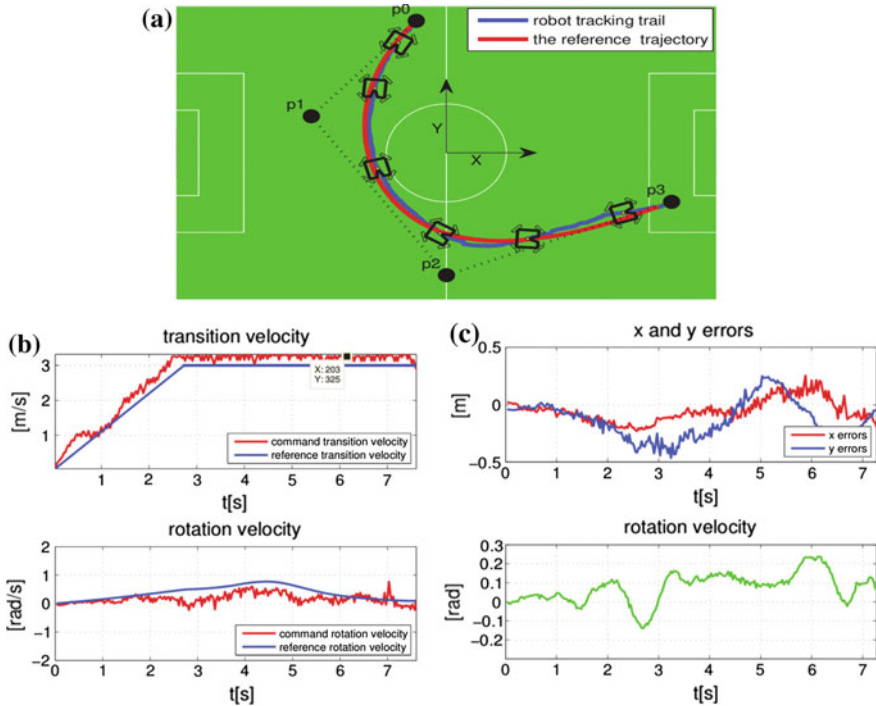 (a)
p0
robot tracking trail
the reference trajectory
p1
Y
X
p3
p2
(b)
transition velocity
[m/s]
3
2
1
X: 203
Y: 325
command transition velocity
reference transition velocity
0 1 2 3 4 5 6 7
t[s]
rotation velocity
[rad/s]
2
1
0
-1
-2
command rotation velocity
reference rotation velocity
0 1 2 3 4 5 6 7
t[s]
(c)
x and y errors
[m]
0.5
0
-0.5
x errors
y errors
0 1 2 3 4 5 6 7
t[s]
rotation velocity
[rad]
0.3
0.2
0.1
0
-0.1
-0.2
0 1 2 3 4 5 6 7
t[s]